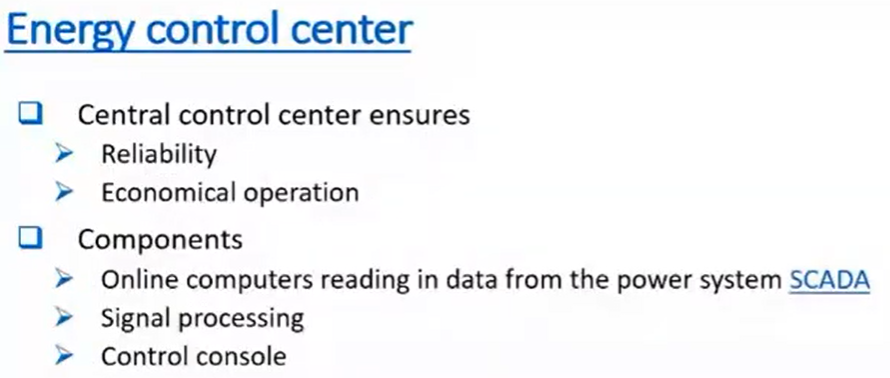 Energy control center
Central control center ensures
Reliability
Economical operation
Components
Online computers reading in data from the power system SCADA
Signal processing
Control console